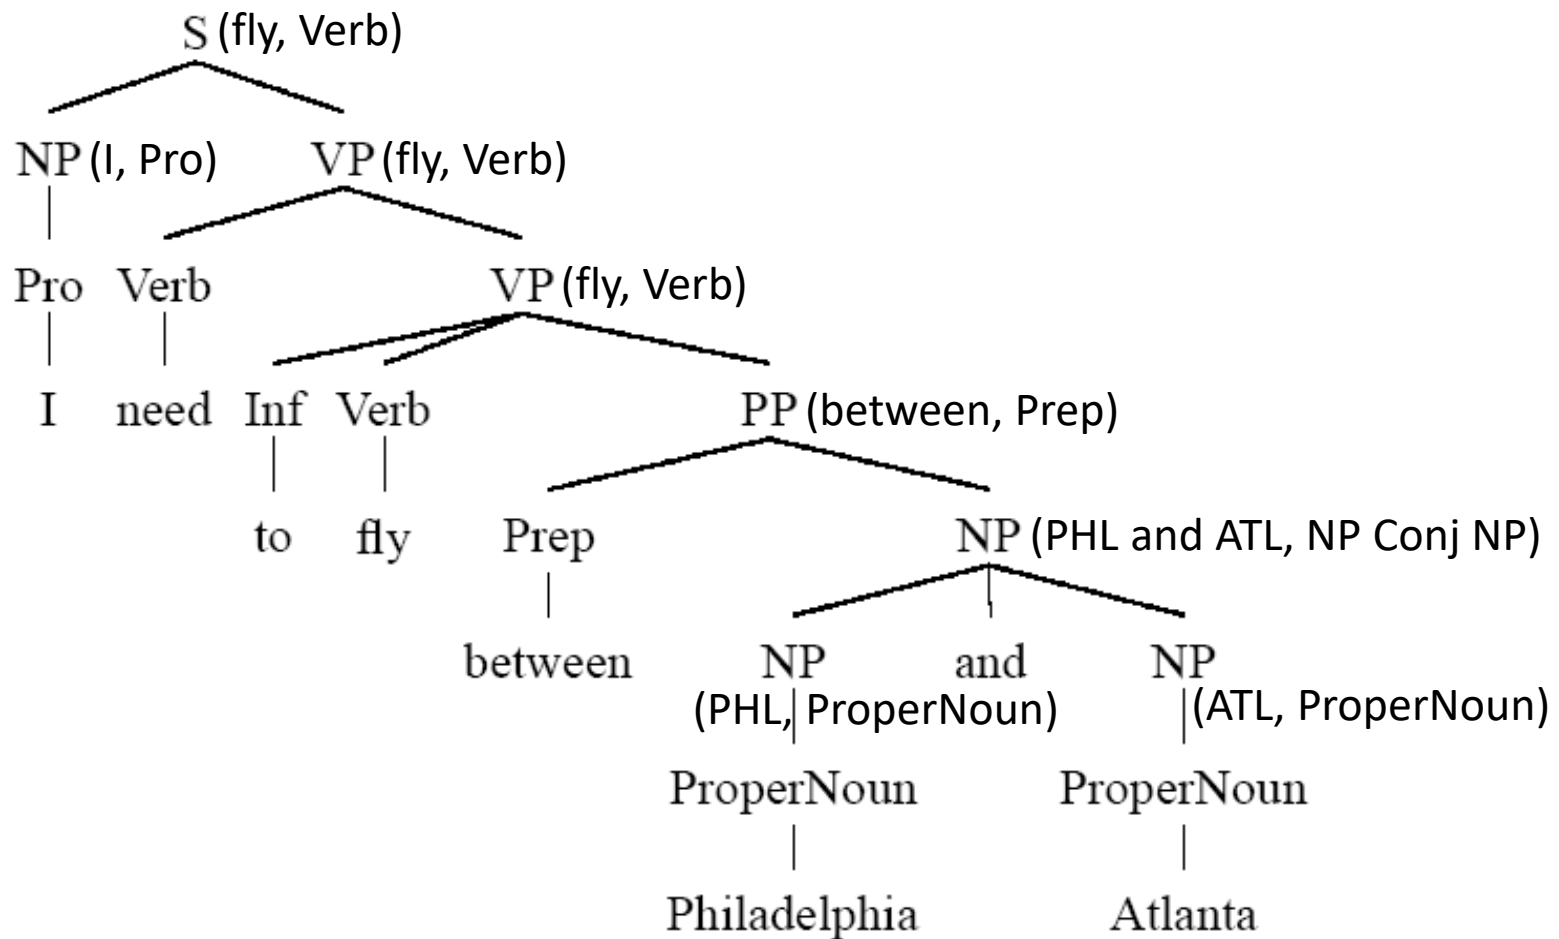 S (fly, Verb)
NP (I, Pro) VP (fly, Verb)
Pro Verb VP (fly, Verb)
I need Inf Verb PP (between, Prep)
to fly Prep NP (PHL and ATL, NP Conj NP)
between NP and NP
(PHL, ProperNoun) (ATL, ProperNoun)
ProperNoun ProperNoun
Philadelphia Atlanta